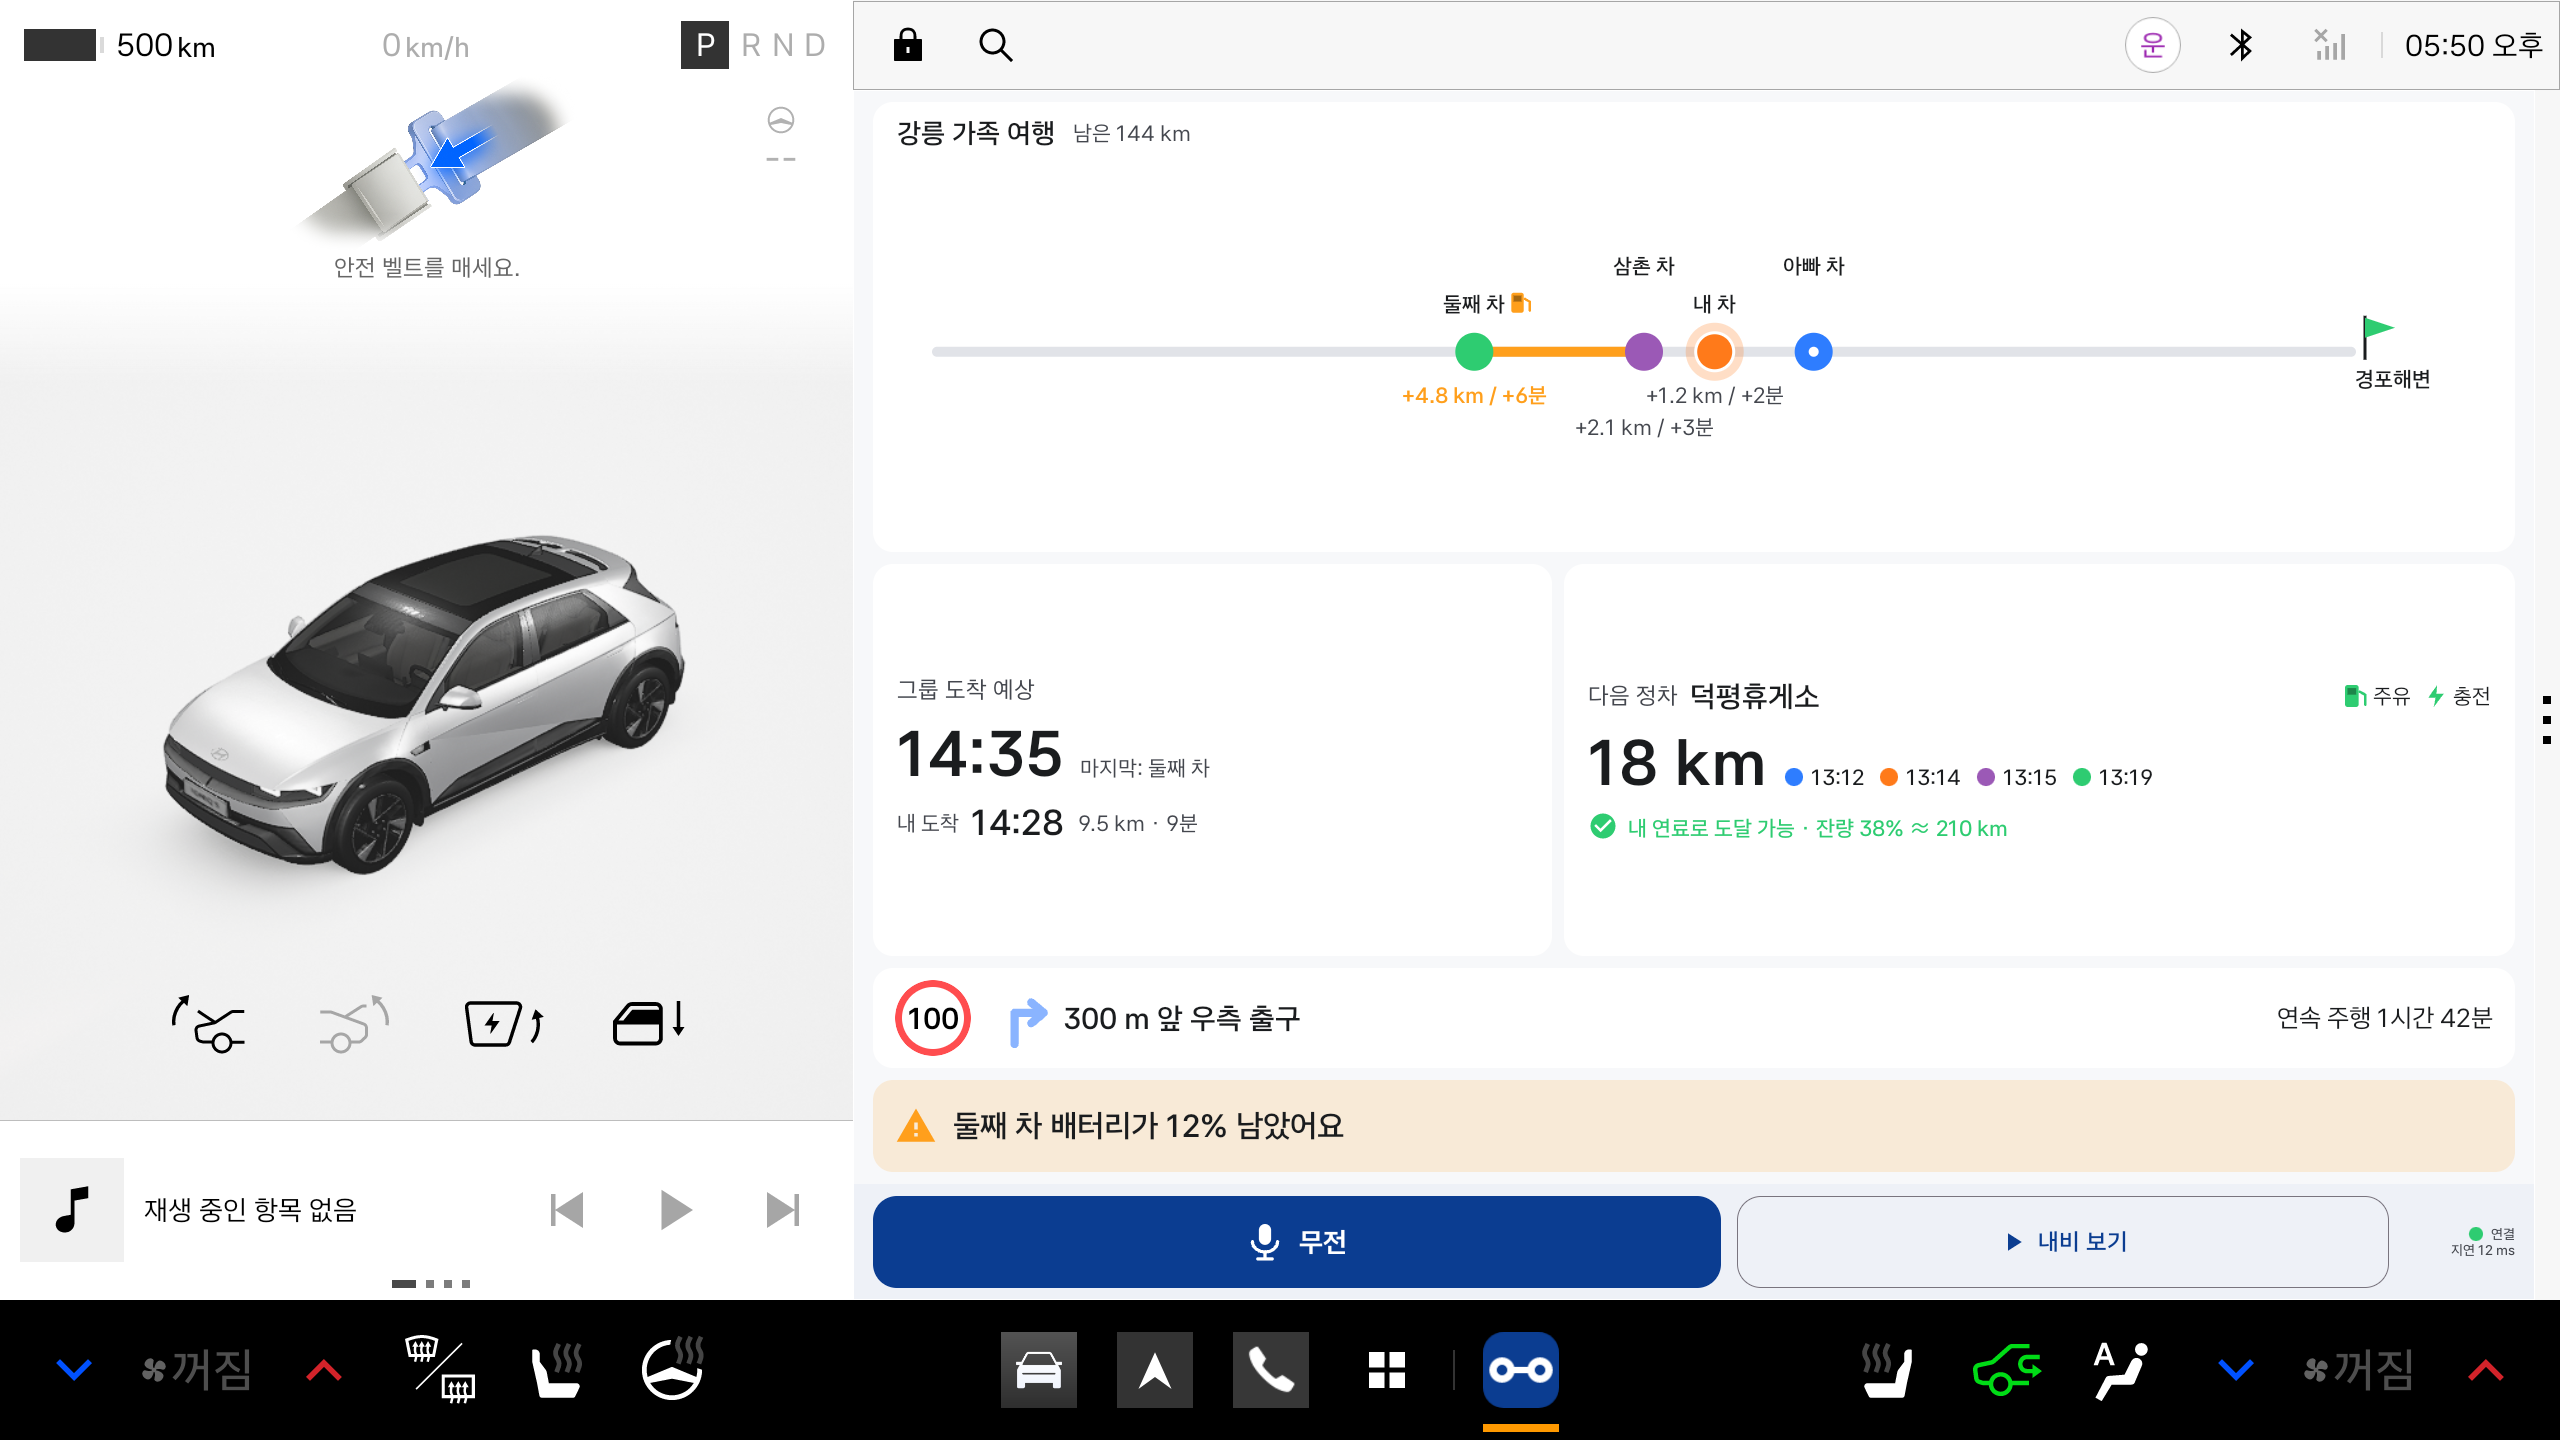 500 km
0 km/h
P R N D
운
05:50 오후
안전 벨트를 매세요.
강릉 가족 여행 남은 144 km
삼촌 차
아빠 차
둘째 차
내 차
경포해변
+4.8 km / +6분
+1.2 km / +2분
+2.1 km / +3분
그룹 도착 예상
14:35 마지막: 둘째 차
내 도착 14:28 9.5 km · 9분
다음 정차 덕평휴게소
주유 충전
18 km 13:12 13:14 13:15 13:19
내 연료로 도달 가능 · 잔량 38% ≈ 210 km
100 300 m 앞 우측 출구
연속 주행 1시간 42분
둘째 차 배터리가 12% 남았어요
재생 중인 항목 없음
무전
내비 보기
연결
지연 12 ms
꺼짐
A
꺼짐